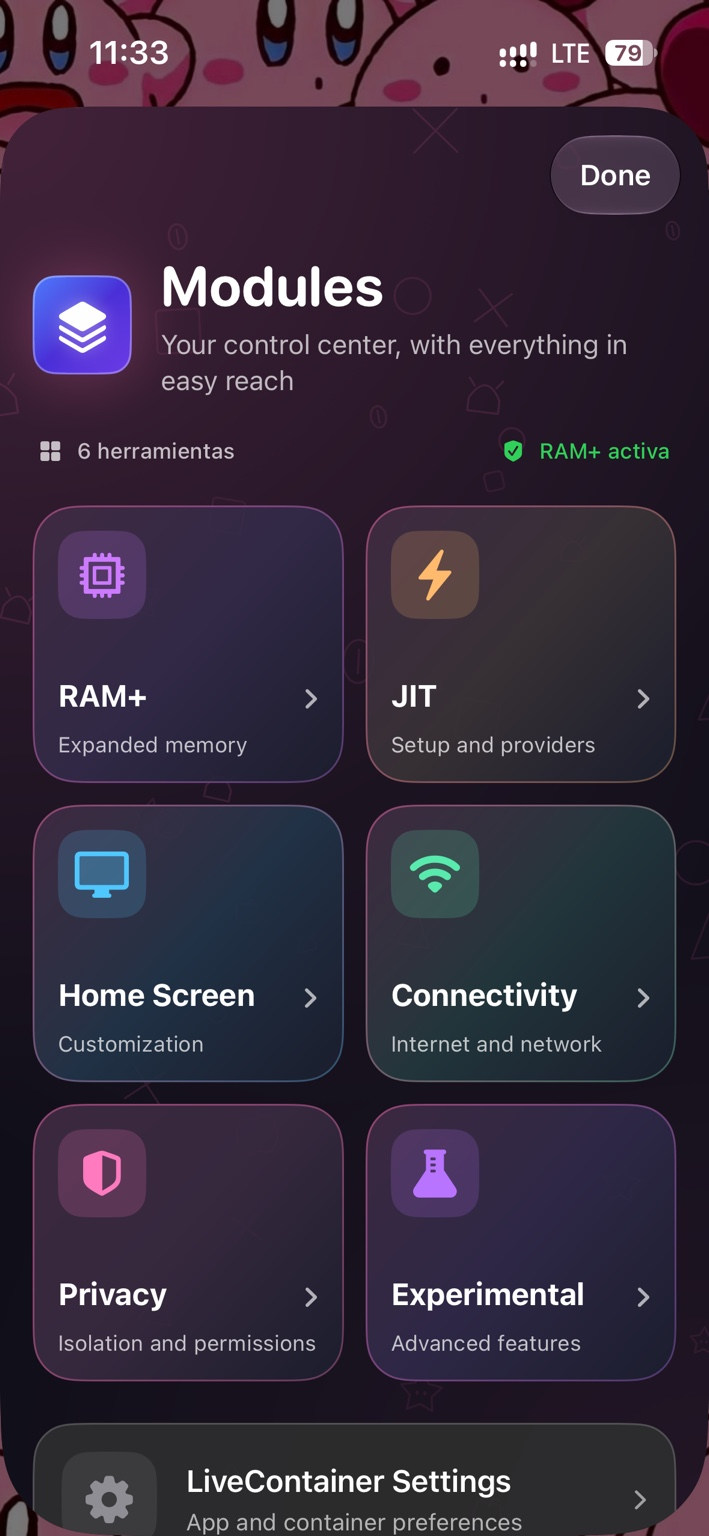 11:33
LTE
79
Done
Modules
Your control center, with everything in
easy reach
6 herramientas
RAM+ activa
RAM+
Expanded memory
JIT
Setup and providers
Home Screen
Customization
Connectivity
Internet and network
Privacy
Isolation and permissions
Experimental
Advanced features
LiveContainer Settings
App and container preferences